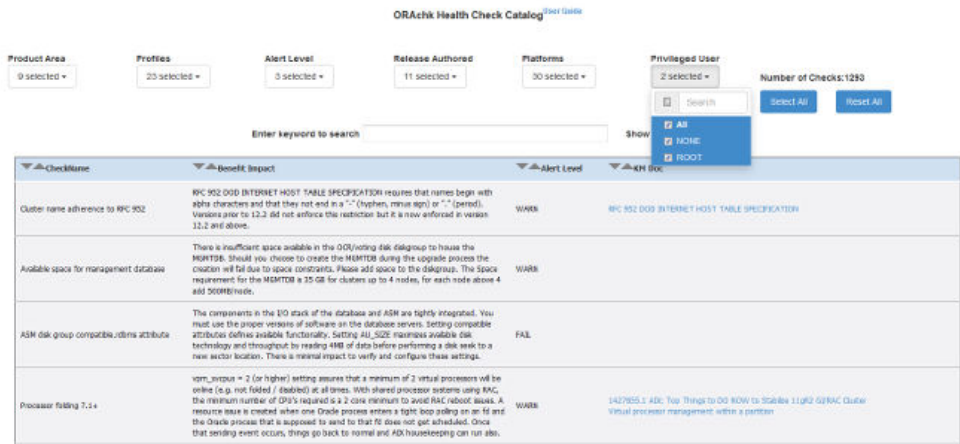 ORAchk Health Check Catalog User Guide
Product Area Profiles Alert Level Release Authored Platforms Privileged User
9 selected 23 selected 3 selected 11 selected 30 selected 2 selected Number of Checks:1293
Search Select All Reset All
All
Enter keyword to search Show NONE
ROOT
CheckName Benefit Impact Alert Level KM Doc
RFC 952 DOD INTERNET HOST TABLE SPECIFICATION requires that names begin with
alpha characters and that they not end in a "-" (hyphen, minus sign) or "." (period).
Cluster name adherence to RFC 952 WARN RFC 952 DOD INTERNET HOST TABLE SPECIFICATION
Versions prior to 12.2 did not enforce this restriction but it is now enforced in version
12.2 and above.
There is insufficient space available in the OCR/voting disk diskgroup to house the
MGMTDB. Should you choose to create the MGMTDB during the upgrade process the
Available space for management database creation will fail due to space constraints. Please add space to the diskgroup. The Space WARN
requirement for the MGMTDB is 35 GB for clusters up to 4 nodes, for each node above 4
add 500MB/node.
The components in the I/O stack of the database and ASM are tightly integrated. You
must use the proper versions of software on the database servers. Setting compatible
ASM disk group compatible.rdbms attribute attributes defines available functionality. Setting AU_SIZE maximizes available disk FAIL
technology and throughput by reading 4MB of data before performing a disk seek to a
new sector location. There is minimal impact to verify and configure these settings.
vpm_xvcpus = 2 (or higher) setting assures that a minimum of 2 virtual processors will be
online (e.g. not folded / disabled) at all times. With shared processor systems using RAC,
the minimum number of CPU's required is a 2 core minimum to avoid RAC reboot issues. A
Processor folding 7.1+ resource issue is created when one Oracle process enters a tight loop polling on an fd and WARN 1427855.1 AIX: Top Things to DO NOW to Stabilize 11gR2 GI/RAC Cluster
the Oracle process that is supposed to send to that fd does not get scheduled. Once Virtual processor management within a partition
that sending event occurs, things go back to normal and AIX housekeeping can run also.